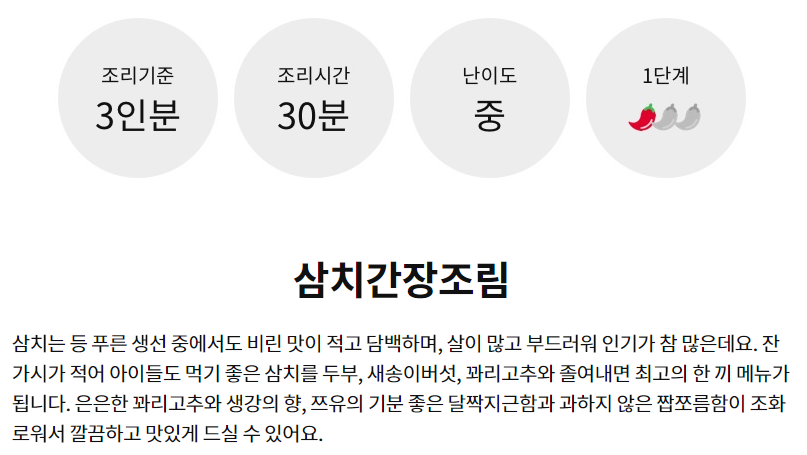 조리기준
3인분
조리시간
30분
난이도
중
1단계
삼치간장조림
삼치는 등 푸른 생선 중에서도 비린 맛이 적고 담백하며, 살이 많고 부드러워 인기가 참 많은데요. 잔
가시가 적어 아이들도 먹기 좋은 삼치를 두부, 새송이버섯, 꽈리고추와 졸여내면 최고의 한 끼 메뉴가
됩니다. 은은한 꽈리고추와 생강의 향, 쯔유의 기분 좋은 달짝지근함과 과하지 않은 짭쪼름함이 조화
로워서 깔끔하고 맛있게 드실 수 있어요.